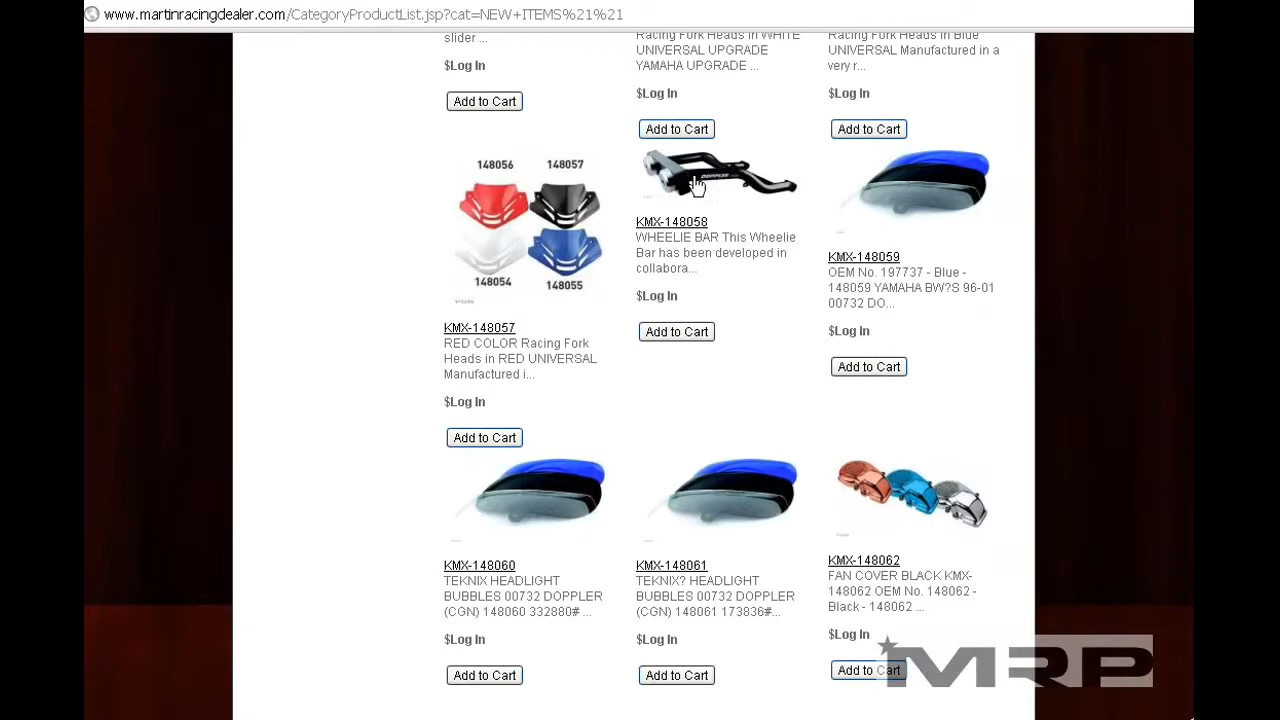 www.martinracingdealer.com/CategoryProductList.jsp?cat=NEW+ITEMS%21%21
slider ...
$Log In
Add to Cart
Racing Fork Heads in WHITE
UNIVERSAL UPGRADE
YAMAHA UPGRADE ...
$Log In
Add to Cart
Racing Fork Heads in Blue
UNIVERSAL Manufactured in a
very r...
$Log In
Add to Cart
148056 148057
148054 148055
KMX-148057
RED COLOR Racing Fork
Heads in RED UNIVERSAL
Manufactured i...
$Log In
Add to Cart
DOPPLER
KMX-148058
WHEELIE BAR This Wheelie
Bar has been developed in
collabora...
$Log In
Add to Cart
KMX-148059
OEM No. 197737 - Blue -
148059 YAMAHA BW?S 96-01
00732 DO...
$Log In
Add to Cart
KMX-148060
TEKNIX HEADLIGHT
BUBBLES 00732 DOPPLER
(CGN) 148060 332880# ...
$Log In
Add to Cart
KMX-148061
TEKNIX? HEADLIGHT
BUBBLES 00732 DOPPLER
(CGN) 148061 173836#...
$Log In
Add to Cart
KMX-148062
FAN COVER BLACK KMX-
148062 OEM No. 148096 -
Black - 148062 ...
$Log In
Add to Cart
MRP